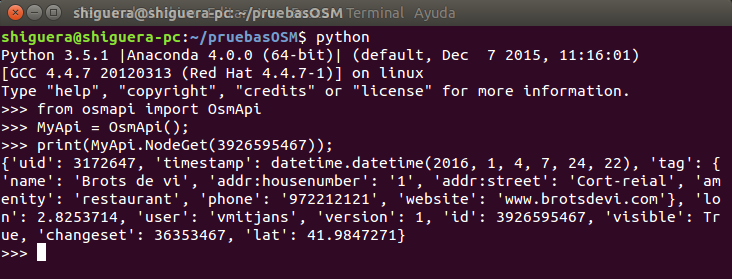 shiguera@shiguera-pc: ~/pruebasOSM Terminal Ayuda
shiguera@shiguera-pc:~/pruebasOSM$ python
Python 3.5.1 |Anaconda 4.0.0 (64-bit)| (default, Dec  7 2015, 11:16:01)
[GCC 4.4.7 20120313 (Red Hat 4.4.7-1)] on linux
Type "help", "copyright", "credits" or "license" for more information.
>>> from osmapi import OsmApi
>>> MyApi = OsmApi();
>>> print(MyApi.NodeGet(3926595467));
{'uid': 3172647, 'timestamp': datetime.datetime(2016, 1, 4, 7, 24, 22), 'tag': {
'name': 'Brots de vi', 'addr:housenumber': '1', 'addr:street': 'Cort-reial', 'am
enity': 'restaurant', 'phone': '972212121', 'website': 'www.brotsdevi.com'}, 'lo
n': 2.8253714, 'user': 'vmitjans', 'version': 1, 'id': 3926595467, 'visible': Tr
ue, 'changeset': 36353467, 'lat': 41.9847271}
>>>